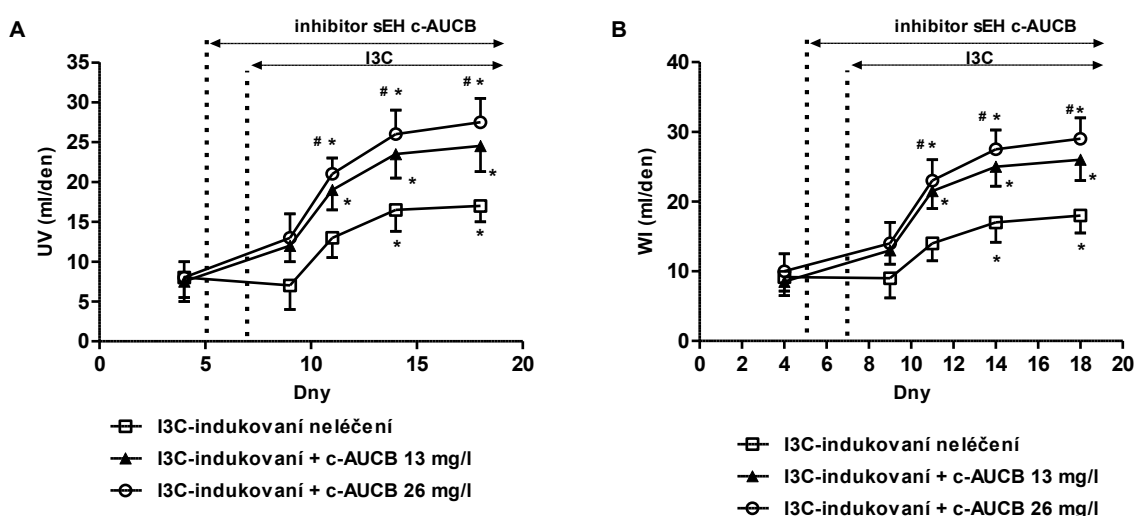 A
inhibitor sEH c-AUCB
I3C
# *
# *
# *
*
*
*
*
*
UV (ml/den)
0
5
10
15
20
25
30
35
0
5
10
15
20
Dny
I3C-indukovaní neléčení
I3C-indukovaní + c-AUCB 13 mg/l
I3C-indukovaní + c-AUCB 26 mg/l
B
inhibitor sEH c-AUCB
I3C
# *
# *
# *
*
*
*
*
*
WI (ml/den)
0
10
20
30
40
0
2
4
6
8
10
12
14
16
18
20
Dny
I3C-indukovaní neléčení
I3C-indukovaní + c-AUCB 13 mg/l
I3C-indukovaní + c-AUCB 26 mg/l